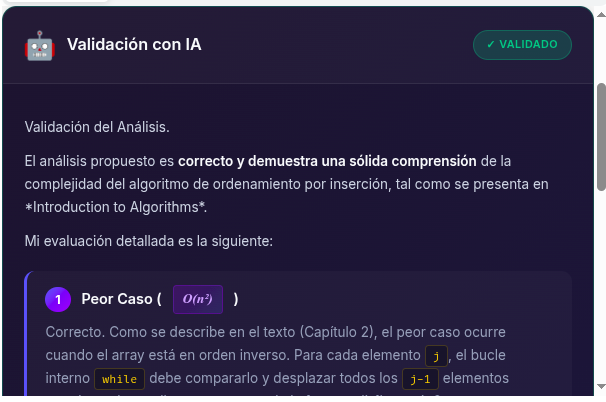 Validación con IA
✓ VALIDADO
Validación del Análisis.
El análisis propuesto es correcto y demuestra una sólida comprensión de la
complejidad del algoritmo de ordenamiento por inserción, tal como se presenta en
*Introduction to Algorithms*.
Mi evaluación detallada es la siguiente:
1 Peor Caso ( O(n²) )
Correcto. Como se describe en el texto (Capítulo 2), el peor caso ocurre
cuando el array está en orden inverso. Para cada elemento j, el bucle
interno while debe compararlo y desplazar todos los j-1 elementos